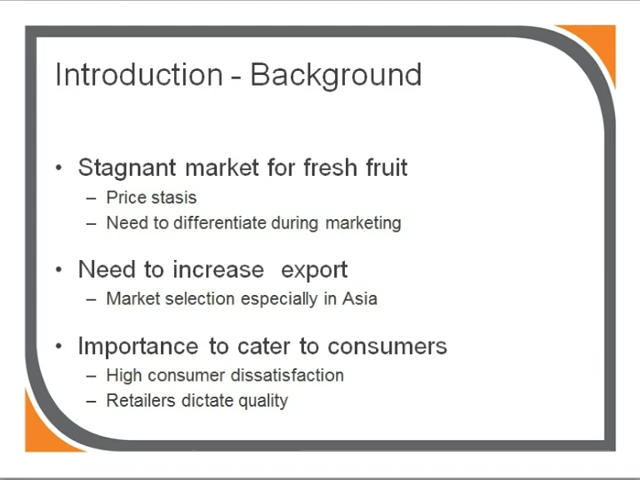 Introduction - Background
• Stagnant market for fresh fruit
– Price stasis
– Need to differentiate during marketing
• Need to increase  export
– Market selection especially in Asia
• Importance to cater to consumers
– High consumer dissatisfaction
– Retailers dictate quality